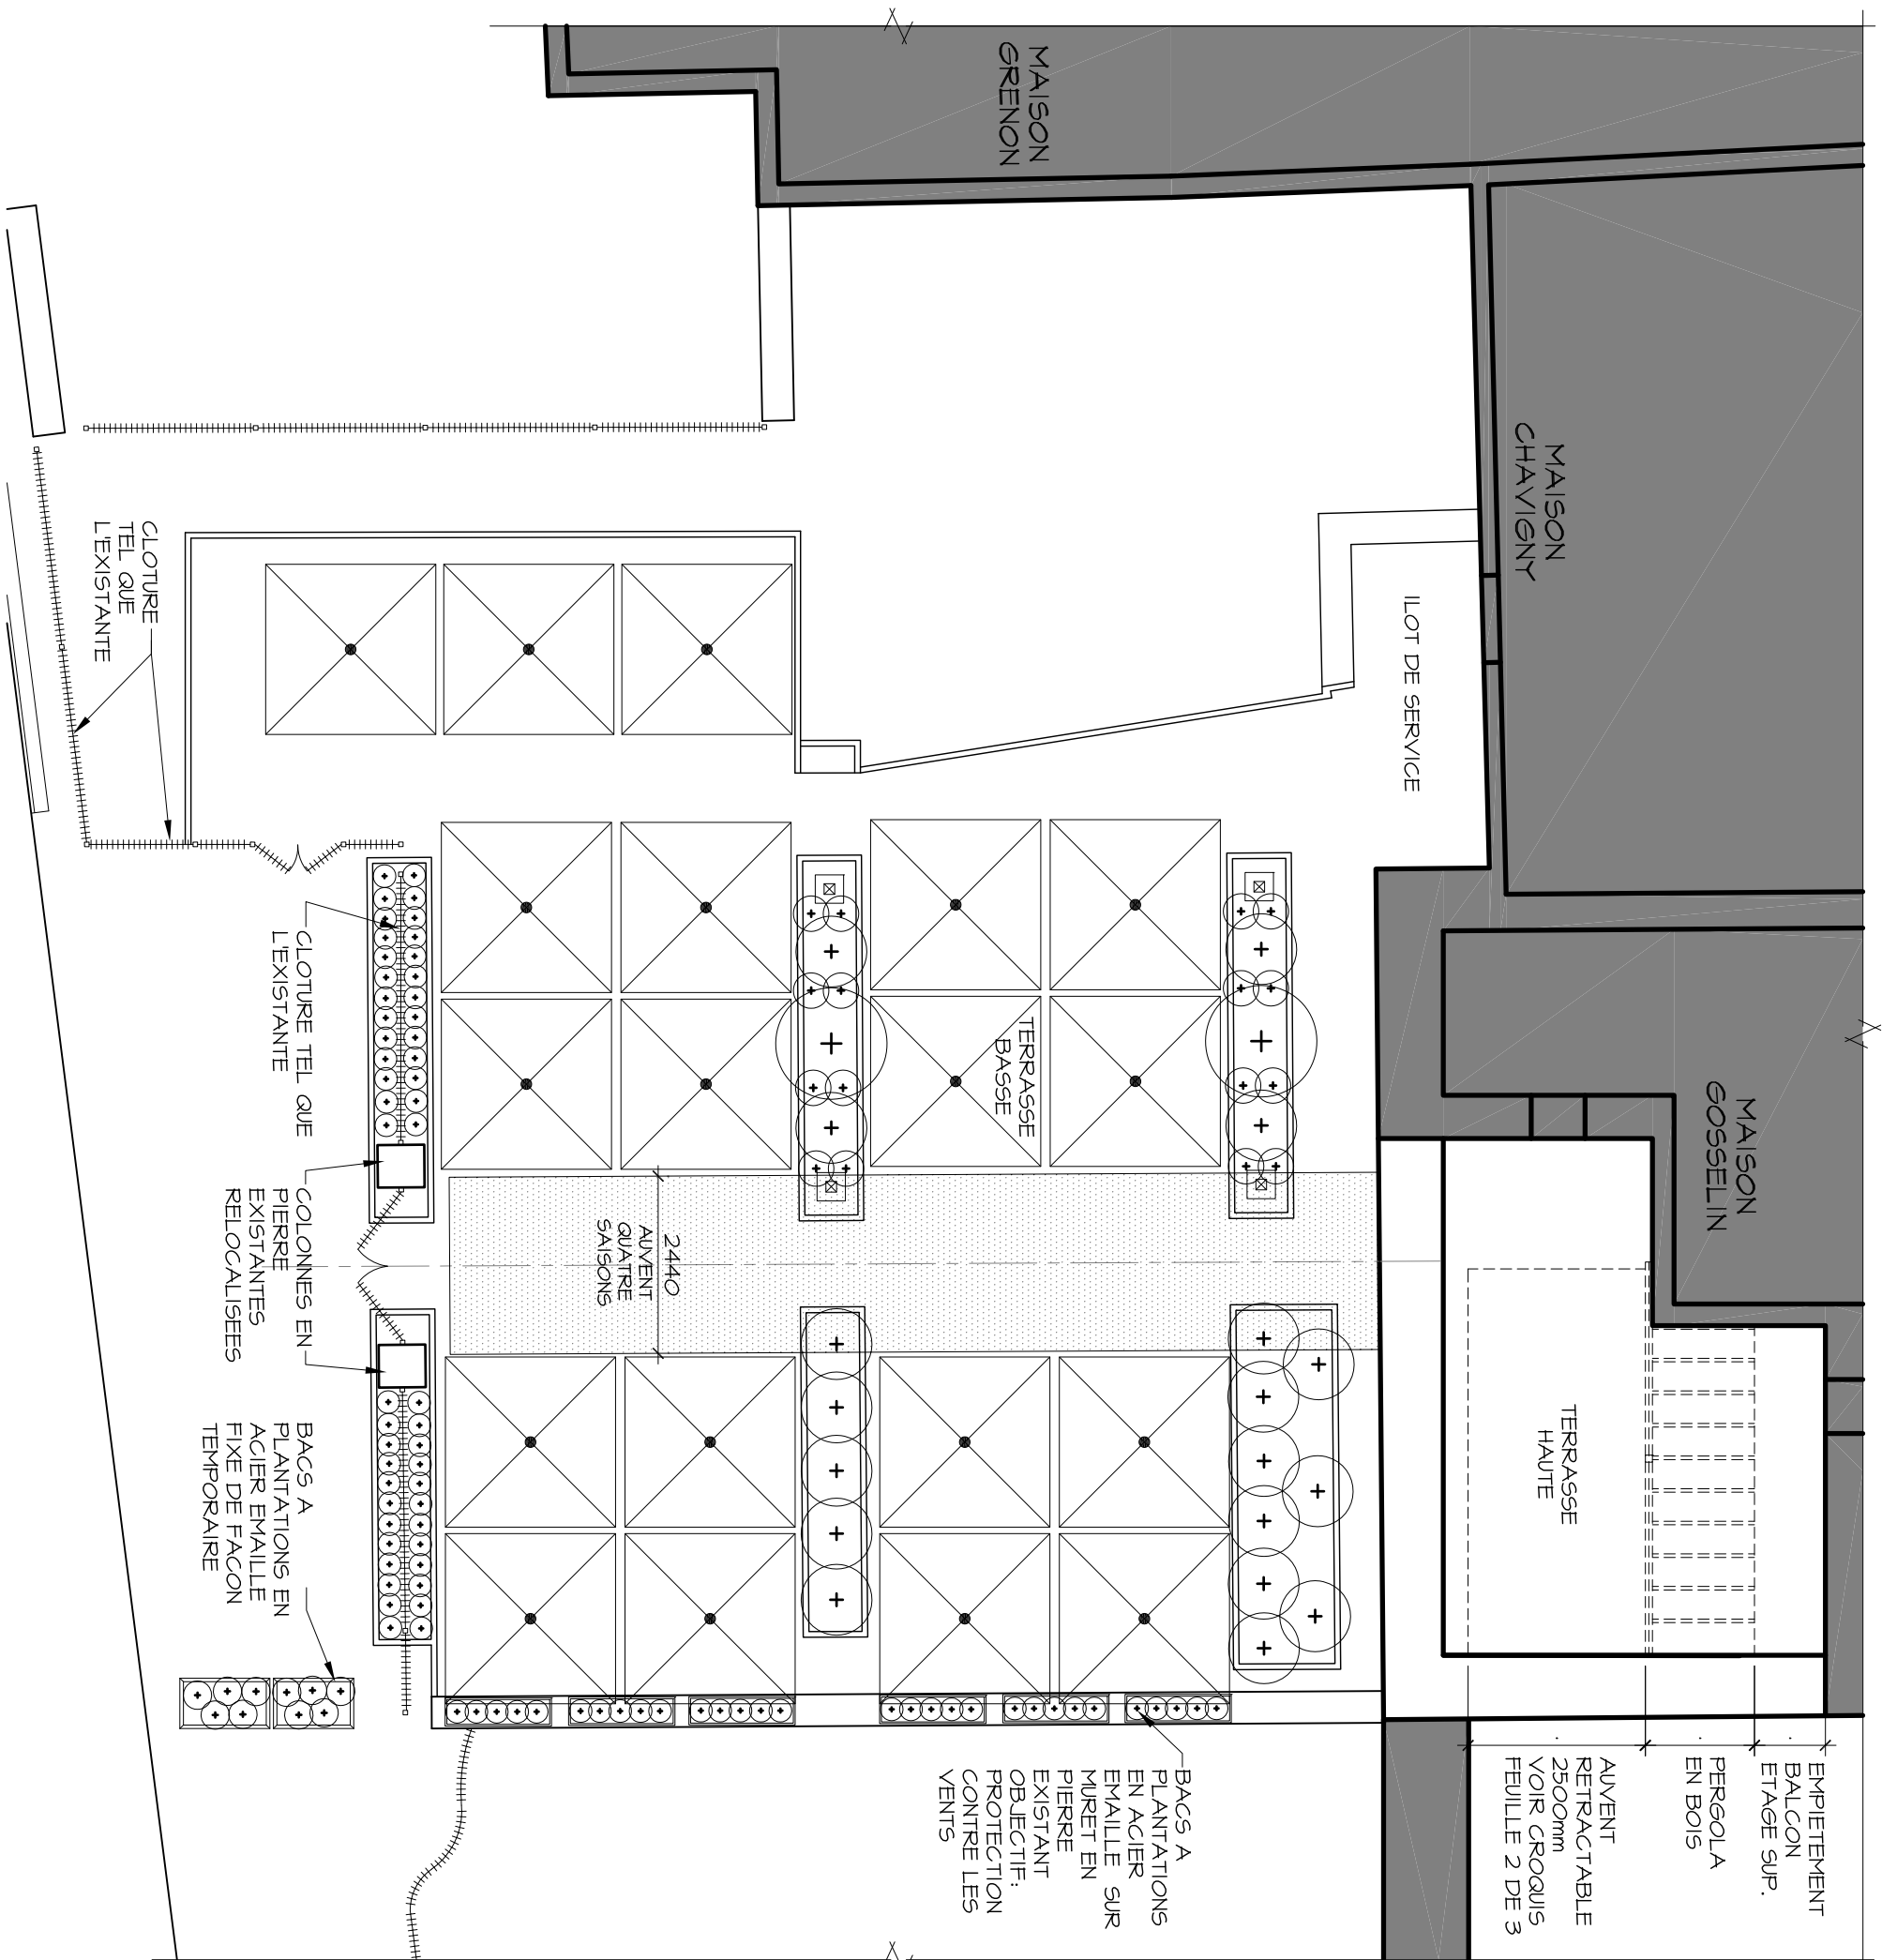 MAISON
GRENON
MAISON
CHAVIGNY
ILOT DE SERVICE
MAISON
GOSSELIN
TERRASSE
BASSE
TERRASSE
HAUTE
2440
AUVENT
QUATRE
SAISONS
CLOTURE
TEL QUE
L'EXISTANTE
CLOTURE TEL QUE
L'EXISTANTE
COLONNES EN
PIERRE
EXISTANTES
RELOCALISEES
BACS A
PLANTATIONS EN
ACIER EMAILLE
FIXE DE FACON
TEMPORAIRE
BACS A
PLANTATIONS
EN ACIER
EMAILLE SUR
MURET EN
PIERRE
EXISTANT
OBJECTIF:
PROTECTION
CONTRE LES
VENTS
EMPIETEMENT
BALCON
ETAGE SUP.
PERGOLA
EN BOIS
AUVENT
RETRACTABLE
2500mm
VOIR CROQUIS
FEUILLE 2 DE 3